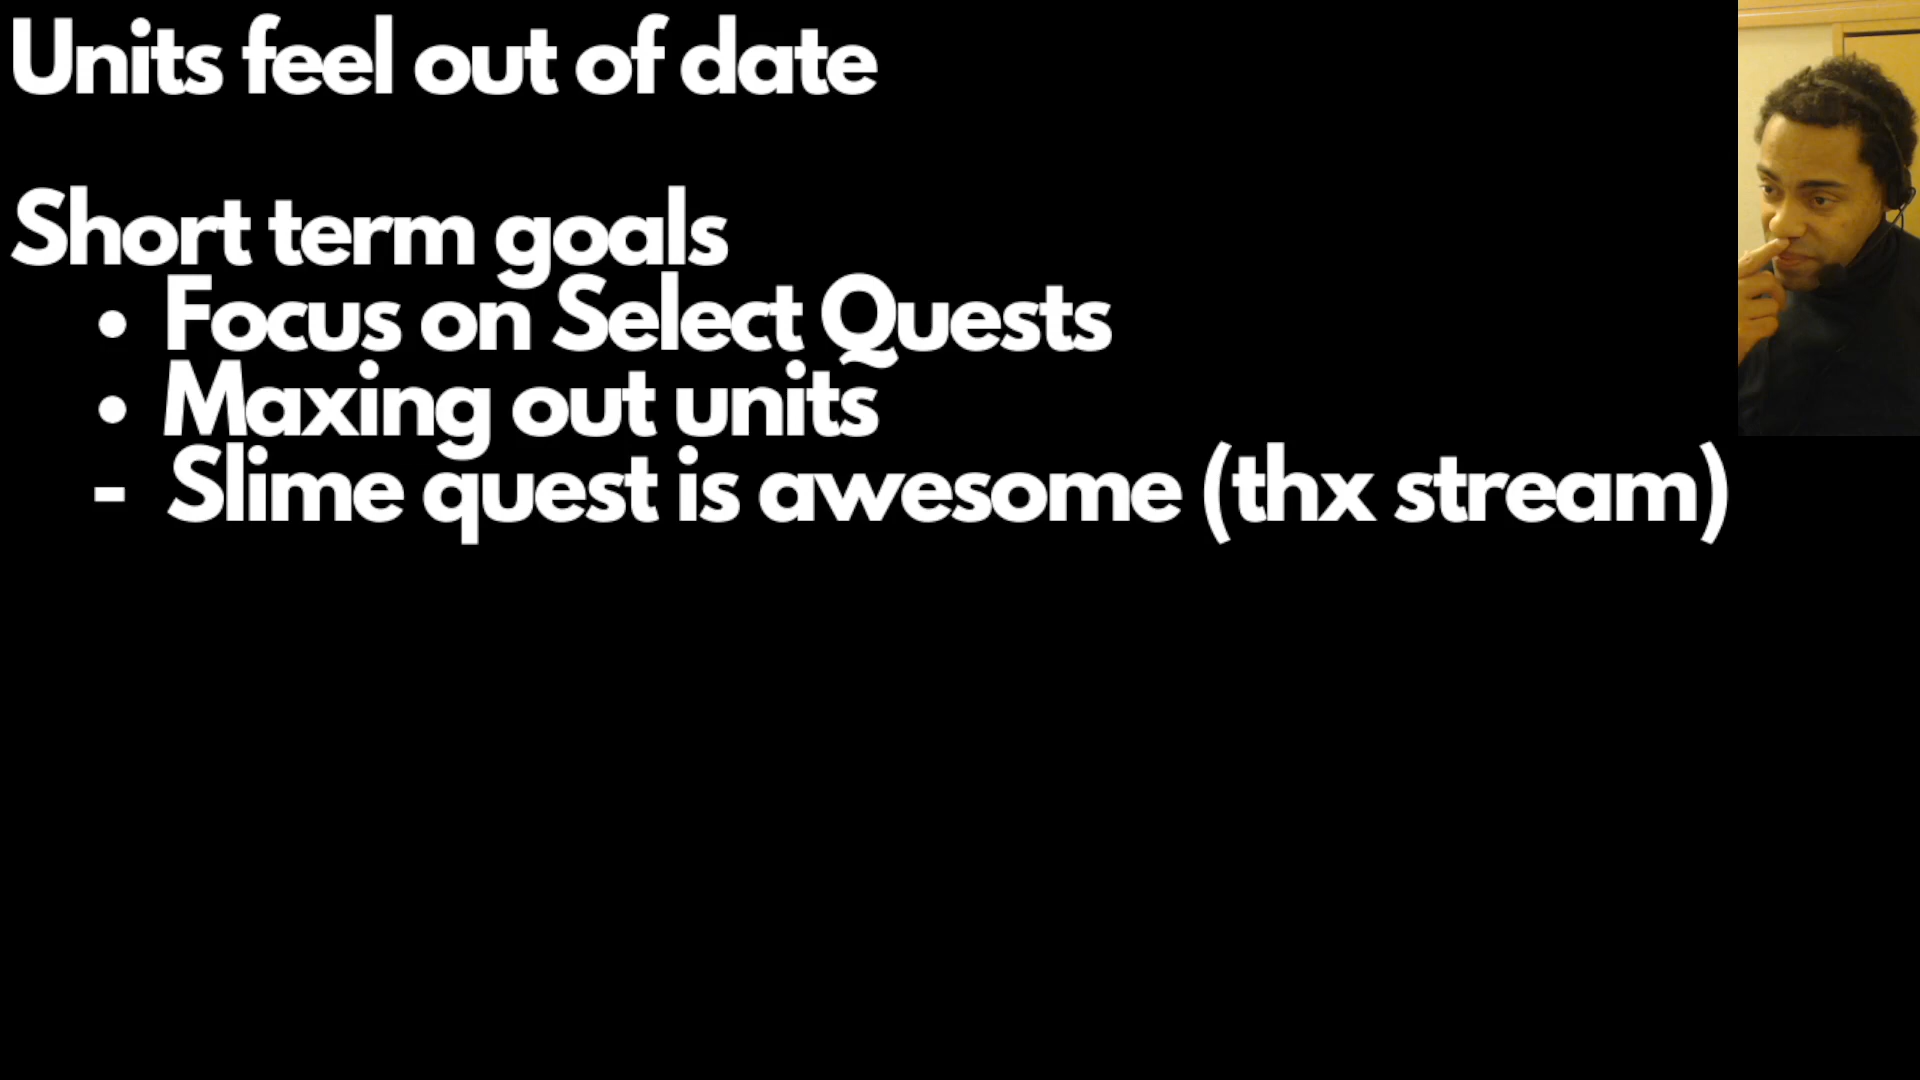 Units feel out of date
Short term goals
• Focus on Select Quests
• Maxing out units
- Slime quest is awesome (thx stream)